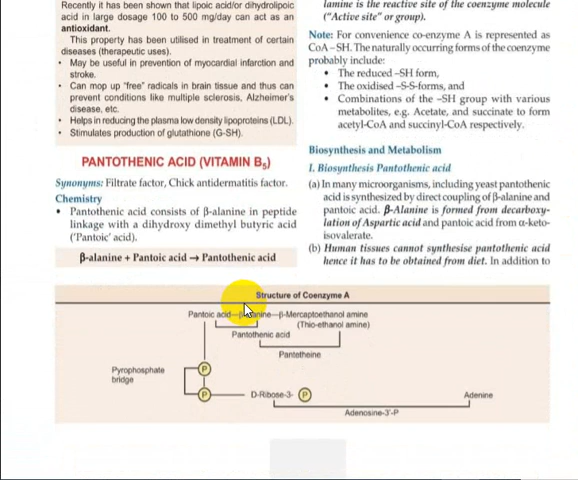 Recently it has been shown that lipoic acid/or dihydrolipoic
acid in large dosage 100 to 500 mg/day can act as an
antioxidant.
This property has been utilised in treatment of certain
diseases (therapeutic uses).
• May be useful in prevention of myocardial infarction and
stroke.
• Can mop up "free" radicals in brain tissue and thus can
prevent conditions like multiple sclerosis, Alzheimer's
disease, etc.
• Helps in reducing the plasma low density lipoproteins (LDL).
• Stimulates production of glutathione (G-SH).
PANTOTHENIC ACID (VITAMIN B5)
Synonyms: Filtrate factor, Chick antidermatitis factor.
Chemistry
• Pantothenic acid consists of β-alanine in peptide
linkage with a dihydroxy dimethyl butyric acid
('Pantoic' acid).
β-alanine + Pantoic acid → Pantothenic acid
lamine is the reactive site of the coenzyme molecule
("Active site" or group).
Note: For convenience co-enzyme A is represented as
CoA – SH. The naturally occurring forms of the coenzyme
probably include:
• The reduced –SH form,
• The oxidised –S-S-forms, and
• Combinations of the –SH group with various
metabolites, e.g. Acetate, and succinate to form
acetyl-CoA and succinyl-CoA respectively.
Biosynthesis and Metabolism
I. Biosynthesis Pantothenic acid
(a) In many microorganisms, including yeast pantothenic
acid is synthesized by direct coupling of β-alanine and
pantoic acid. β-Alanine is formed from decarboxy-
lation of Aspartic acid and pantoic acid from α-keto-
isovalerate.
(b) Human tissues cannot synthesise pantothenic acid
hence it has to be obtained from diet. In addition to
Structure of Coenzyme A
Pantoic acid—β-alanine—β-Mercaptoethanol amine
(Thio-ethanol amine)
Pantothenic acid
Pantotheine
Pyrophosphate
bridge
P
P
D-Ribose-3- P
Adenine
Adenosine-3'-P